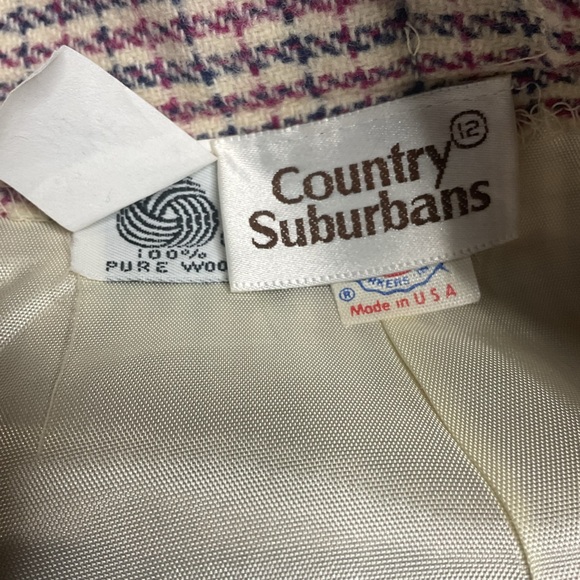 12
Country
Suburbans
100%
PURE WOO
®
Made in U S A